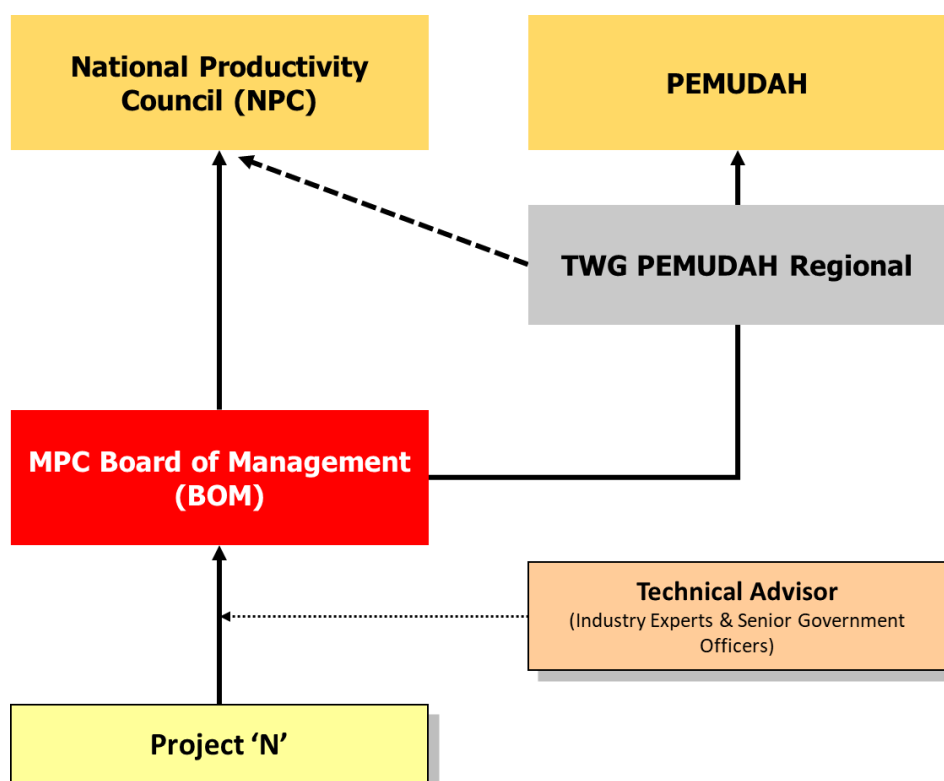 National Productivity
Council (NPC)
PEMUDAH
TWG PEMUDAH Regional
MPC Board of Management
(BOM)
Technical Advisor
(Industry Experts & Senior Government
Officers)
Project ‘N’